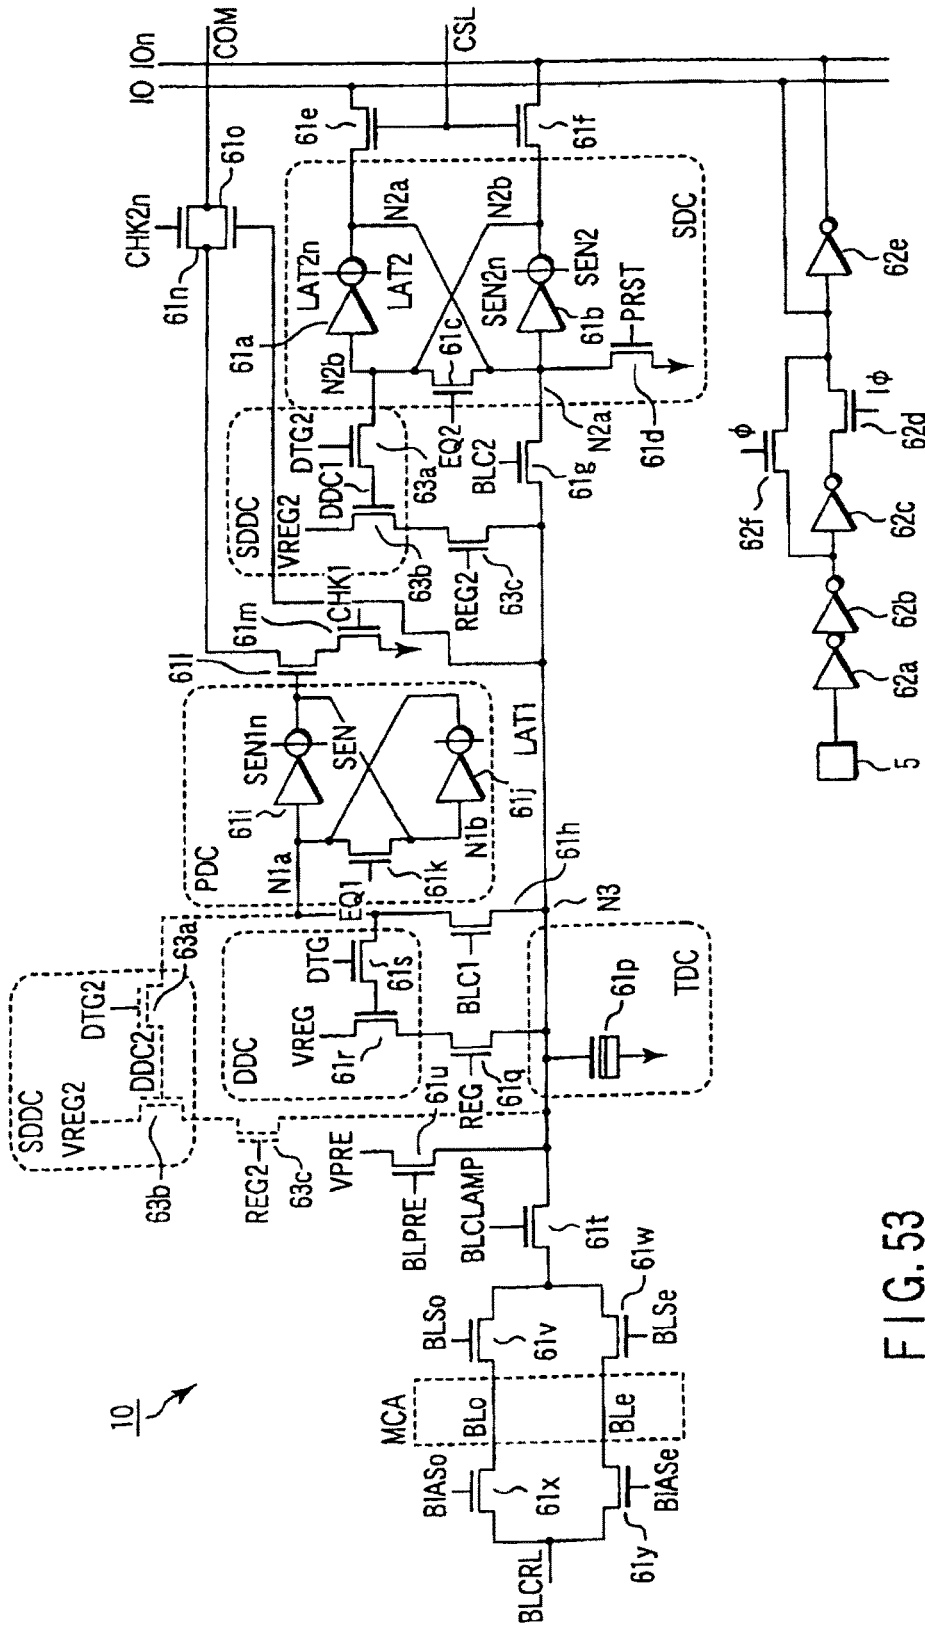 10
BLCRL
BIASo
61x
BIASe
61y
MCA
BLo
BLe
BLSo
61v
BLSe
61w
BLCLAMP
61t
BLPRE
VPRE
61u
SDDC
VREG2
DTG2
DDC2
63a
63b
REG2
63c
DDC
VREG
DTG
61s
61r
REG
61q
BLC1
61h
N3
TDC
61p
PDC
N1a
EQ1
61k
N1b
61i
SEN1n
SEN
61j
LAT1
61l
61m
CHK1
SDDC
VREG2
DTG2
DDC1
63a
63b
REG2
63c
BLC2
61g
N2a
EQ2
61c
N2b
61a
LAT2n
LAT2
N2a
N2b
SEN2n
SEN2
61b
PRST
61d
SDC
61e
61f
CSL
CHK2n
61n
61o
COM
IO
IOn
5
62a
62b
62c
62f
φ
1φ
62d
62e
FIG. 53